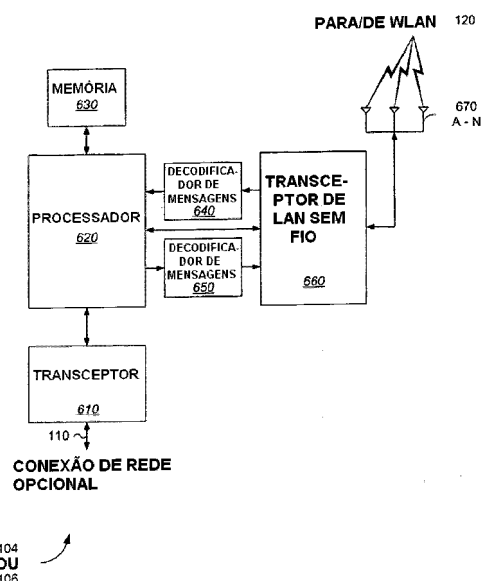 PARA/DE WLAN 120
MEMÓRIA
630
670
A - N
DECODIFICA-
DOR DE
MENSAGENS
640
TRANSCE-
PTOR DE
LAN SEM
FIO
660
PROCESSADOR
620
DECODIFICA-
DOR DE
MENSAGENS
650
TRANSCEPTOR
610
110
CONEXÃO DE REDE
OPCIONAL
104
OU
106